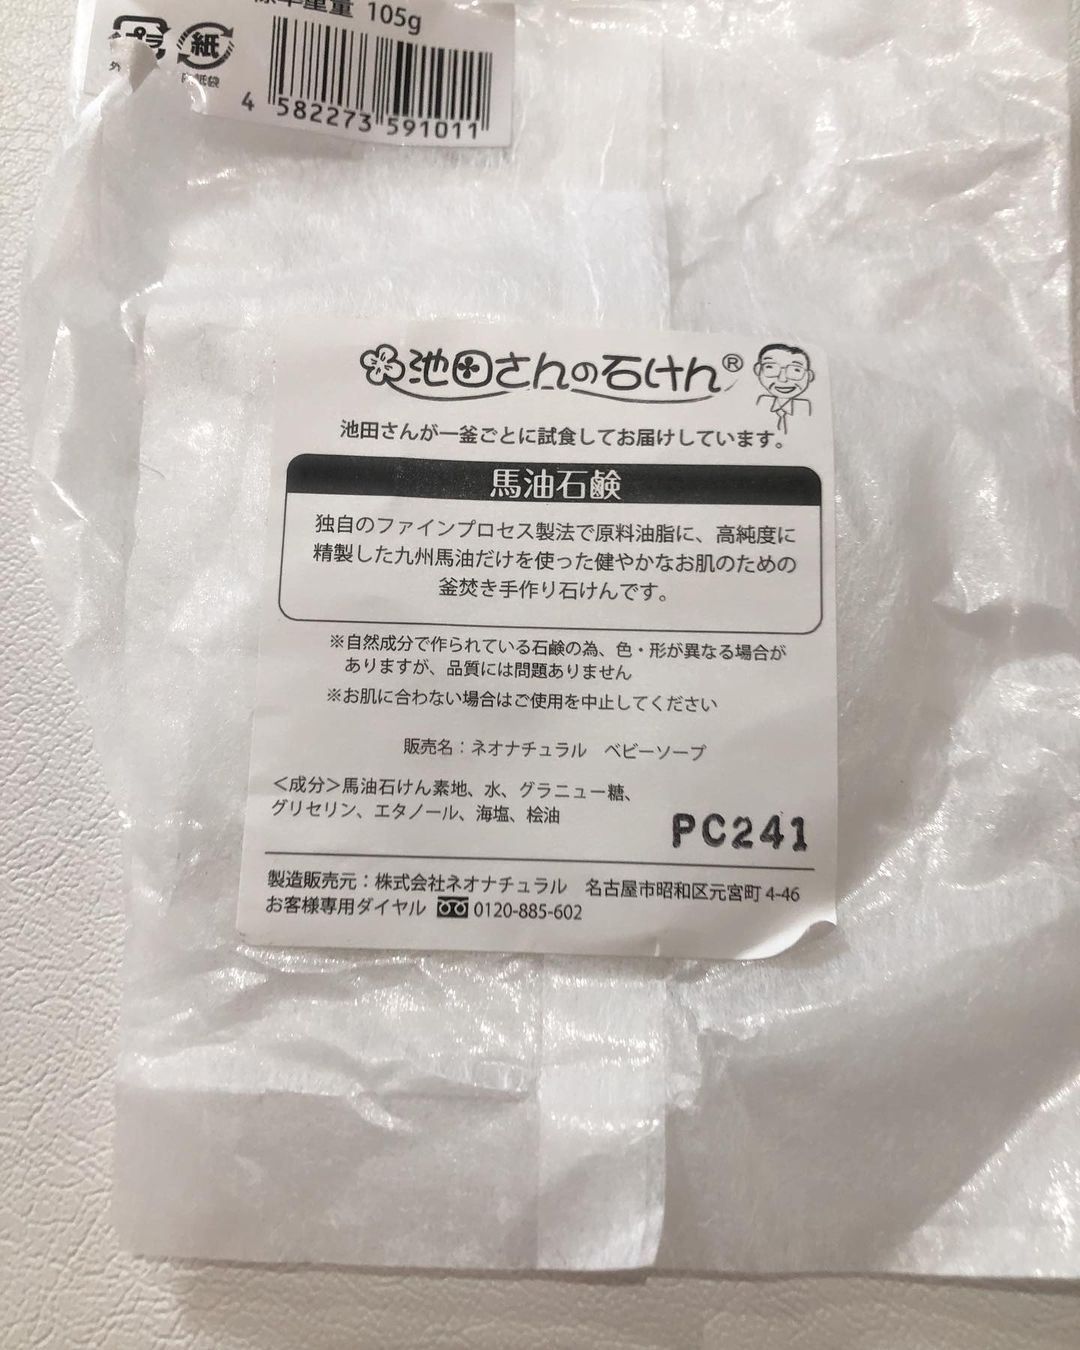 標準重量 105g
プラ
紙
4 582273 591011
池田さんの石けん®
池田さんが一釜ごとに試食してお届けしています。
馬油石鹸
独自のファインプロセス製法で原料油脂に、高純度に
精製した九州馬油だけを使った健やかなお肌のための
釜焚き手作り石けんです。
※自然成分で作られている石鹸の為、色・形が異なる場合が
ありますが、品質には問題ありません
※お肌に合わない場合はご使用を中止してください
販売名：ネオナチュラル ベビーソープ
＜成分＞馬油石けん素地、水、グラニュー糖、
グリセリン、エタノール、海塩、桧油
PC241
製造販売元：株式会社ネオナチュラル 名古屋市昭和区元宮町 4-46
お客様専用ダイヤル 0120-885-602